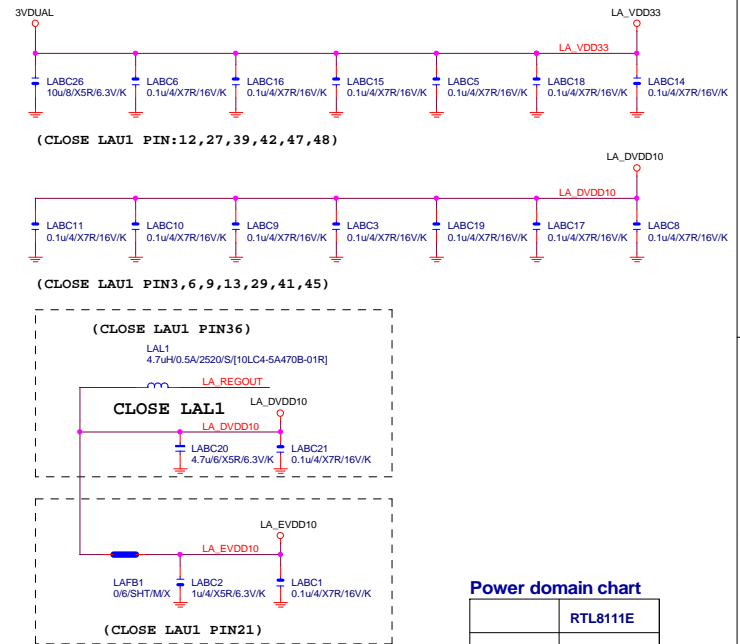 3VDUAL
LA_VDD33
LA_VDD33
LABC26
10u/8/X5R/6.3V/K
LABC6
0.1u/4/X7R/16V/K
LABC16
0.1u/4/X7R/16V/K
LABC15
0.1u/4/X7R/16V/K
LABC5
0.1u/4/X7R/16V/K
LABC18
0.1u/4/X7R/16V/K
LABC14
0.1u/4/X7R/16V/K
(CLOSE LAU1 PIN:12,27,39,42,47,48)
LA_DVDD10
LA_DVDD10
LABC11
0.1u/4/X7R/16V/K
LABC10
0.1u/4/X7R/16V/K
LABC9
0.1u/4/X7R/16V/K
LABC3
0.1u/4/X7R/16V/K
LABC19
0.1u/4/X7R/16V/K
LABC17
0.1u/4/X7R/16V/K
LABC8
0.1u/4/X7R/16V/K
(CLOSE LAU1 PIN3,6,9,13,29,41,45)
(CLOSE LAU1 PIN36)
LAL1
4.7uH/0.5A/2520/S/[10LC4-5A470B-01R]
LA_REGOUT
CLOSE LAL1
LA_DVDD10
LA_DVDD10
LABC20
4.7u/6/X5R/6.3V/K
LABC21
0.1u/4/X7R/16V/K
LA_EVDD10
LA_EVDD10
LAFB1
0/6/SHT/M/X
LABC2
1u/4/X5R/6.3V/K
LABC1
0.1u/4/X7R/16V/K
(CLOSE LAU1 PIN21)
Power domain chart
RTL8111E